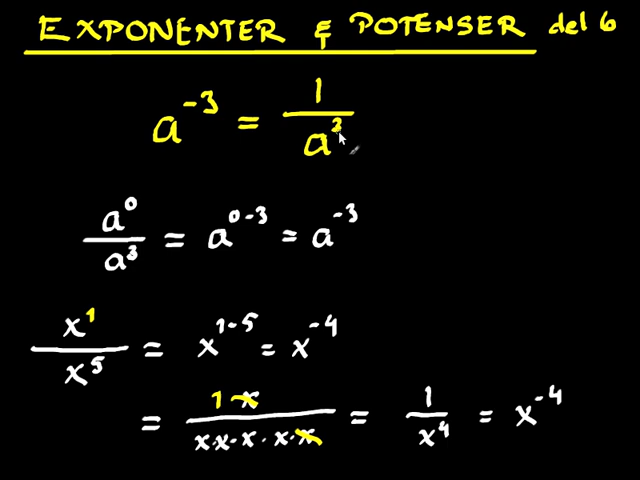 EXPONENTER & POTENSER del 6
a^-3 = 1/a^3
a^0/a^3 = a^0-3 = a^-3
x^1/x^5 = x^1-5 = x^-4
= 1 x/x·x·x·x·x = 1/x^4 = x^-4